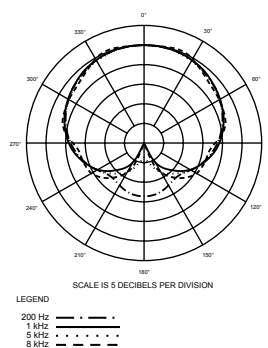 0°
330°
30°
300°
60°
270°
240°
120°
210°
150°
180°
SCALE IS 5 DECIBELS PER DIVISION
LEGEND
200 Hz
1 kHz
5 kHz
8 kHz